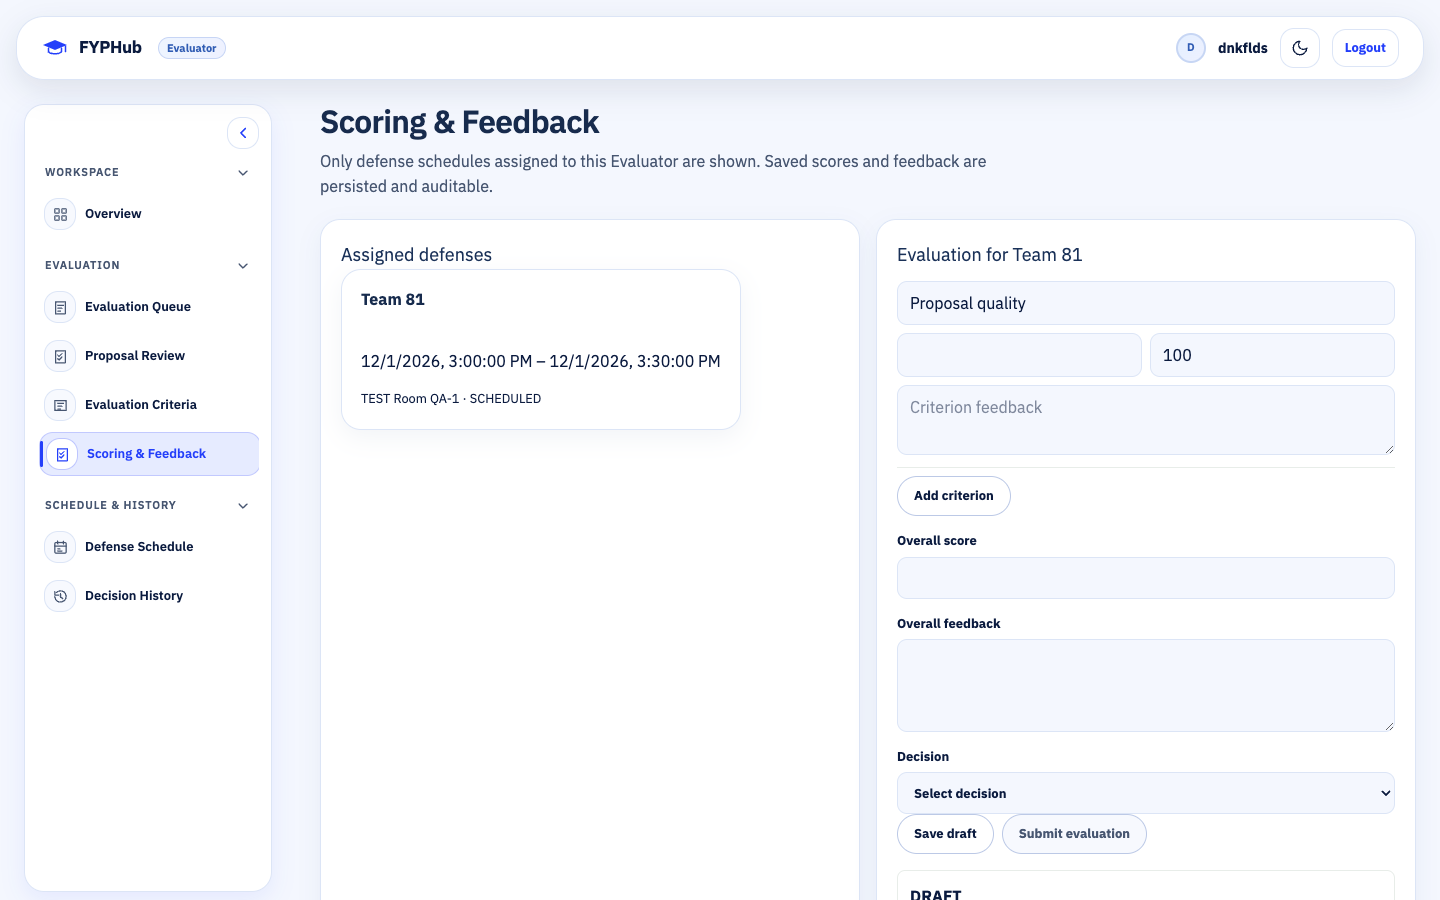 FYPHub
Evaluator
D
dnkflds
Logout
WORKSPACE
Overview
EVALUATION
Evaluation Queue
Proposal Review
Evaluation Criteria
Scoring & Feedback
SCHEDULE & HISTORY
Defense Schedule
Decision History
Scoring & Feedback
Only defense schedules assigned to this Evaluator are shown. Saved scores and feedback are
persisted and auditable.
Assigned defenses
Team 81
12/1/2026, 3:00:00 PM – 12/1/2026, 3:30:00 PM
TEST Room QA-1 · SCHEDULED
Evaluation for Team 81
Proposal quality
100
Criterion feedback
Add criterion
Overall score
Overall feedback
Decision
Select decision
Save draft
Submit evaluation
DRAFT